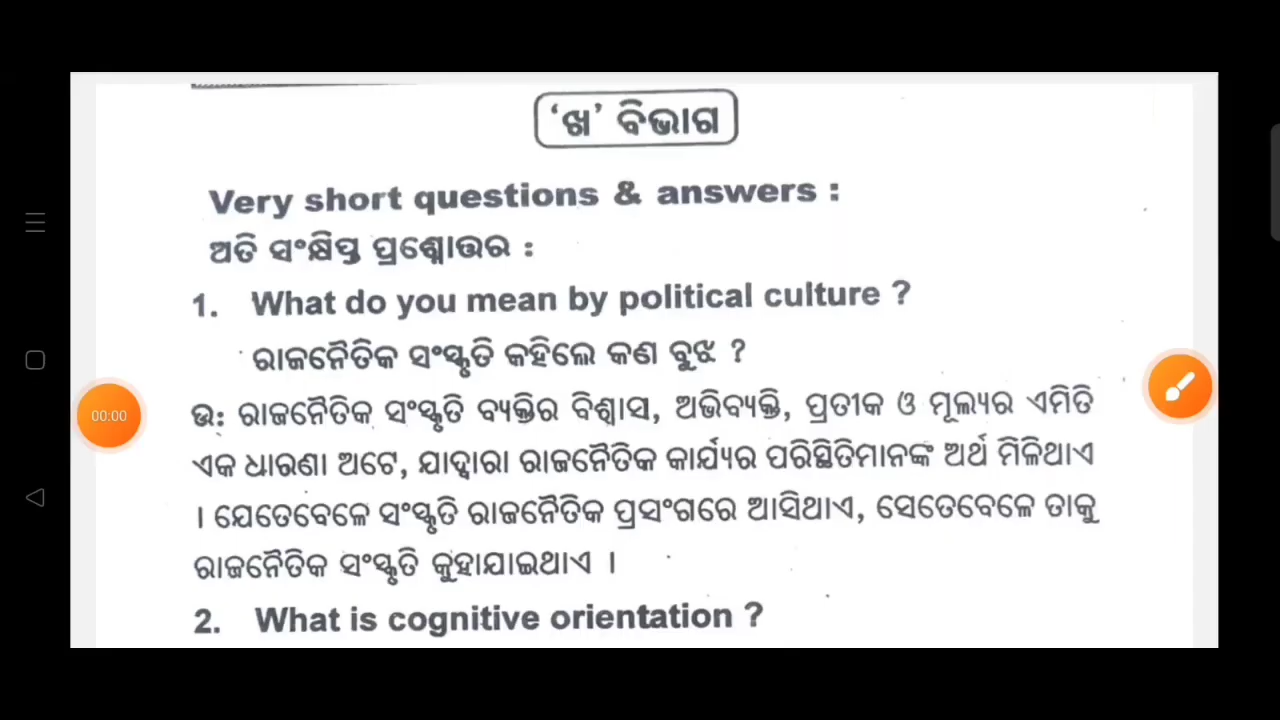 ‘ଖ’ ବିଭାଗ
Very short questions & answers :
ଅତି ସଂକ୍ଷିପ୍ତ ପ୍ରଶ୍ନୋତ୍ତର :
1. What do you mean by political culture ?
ରାଜନୈତିକ ସଂସ୍କୃତି କହିଲେ କଣ ବୁଝ ?
ଉ: ରାଜନୈତିକ ସଂସ୍କୃତି ବ୍ୟକ୍ତିର ବିଶ୍ୱାସ, ଅଭିବ୍ୟକ୍ତି, ପ୍ରତୀକ ଓ ମୂଲ୍ୟର ଏମିତି
ଏକ ଧାରଣା ଅଟେ, ଯାହାରା ରାଜନୈତିକ କାର୍ଯ୍ୟର ପରିସ୍ଥିତିମାନଙ୍କ ଅର୍ଥ ମିଳିଥାଏ
। ଯେତେବେଳେ ସଂସ୍କୃତି ରାଜନୈତିକ ପ୍ରସଂଗରେ ଆସିଥାଏ, ସେତେବେଳେ ତାକୁ
ରାଜନୈତିକ ସଂସ୍କୃତି କୁହାଯାଇଥାଏ ।
2. What is cognitive orientation ?
00:00